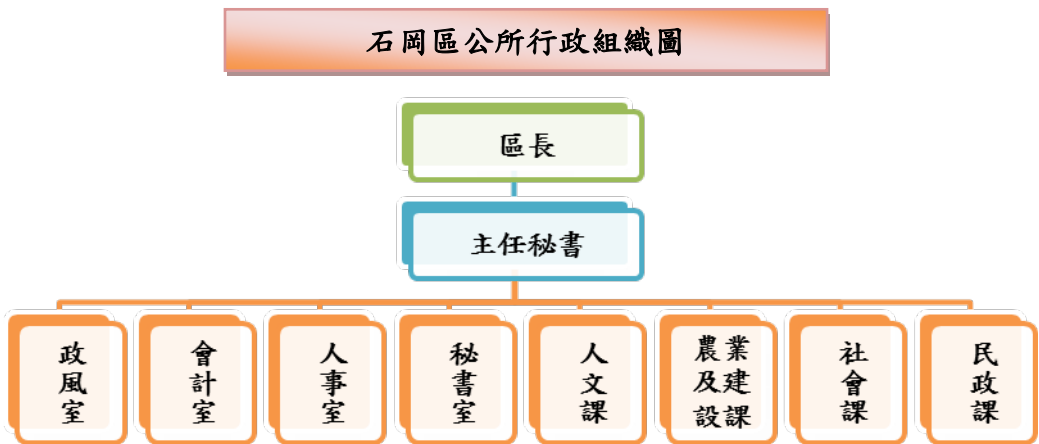 石岡區公所行政組織圖
區長
主任秘書
政風室
會計室
人事室
秘書室
人文課
農業及建設課
社會課
民政課